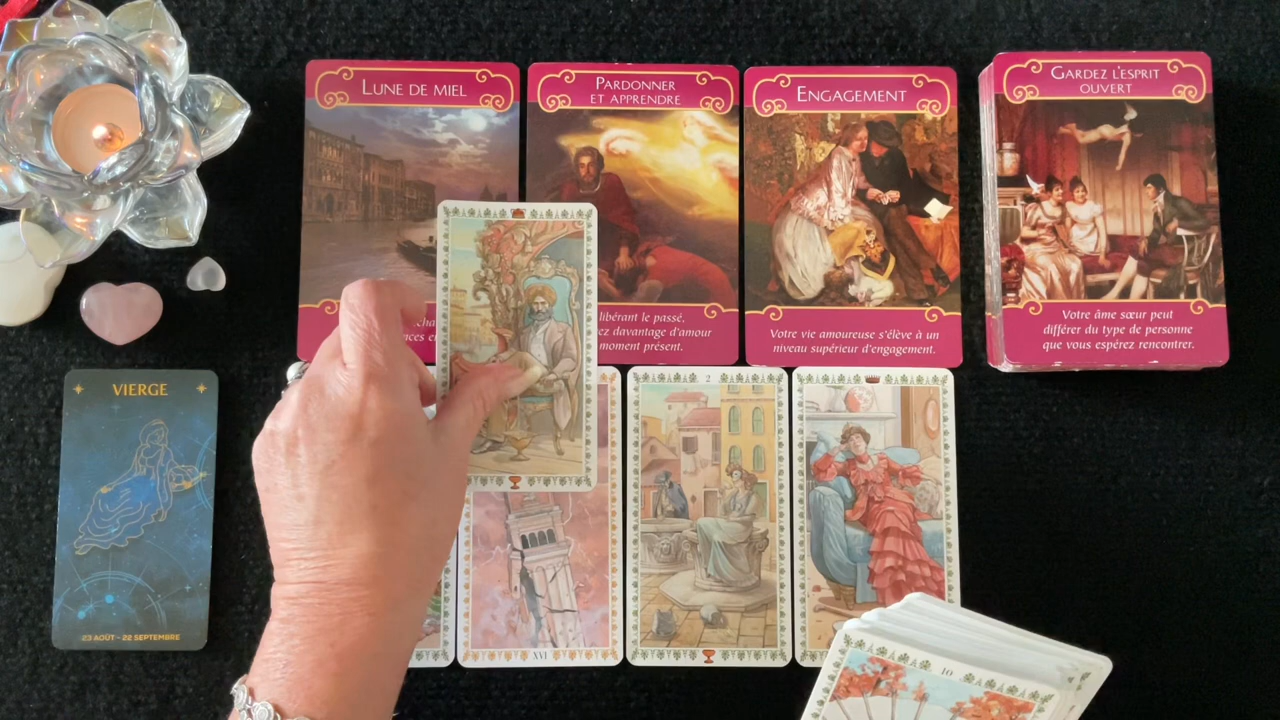 LUNE DE MIEL
PARDONNER
ET APPRENDRE
libérant le passé,
davantage d'amour
moment présent.
ENGAGEMENT
Votre vie amoureuse s'élève à un
niveau supérieur d'engagement.
GARDEZ L'ESPRIT
OUVERT
Votre âme sœur peut
différer du type de personne
que vous espérez rencontrer.
VIERGE
23 AOÛT - 22 SEPTEMBRE
XVI
2
10